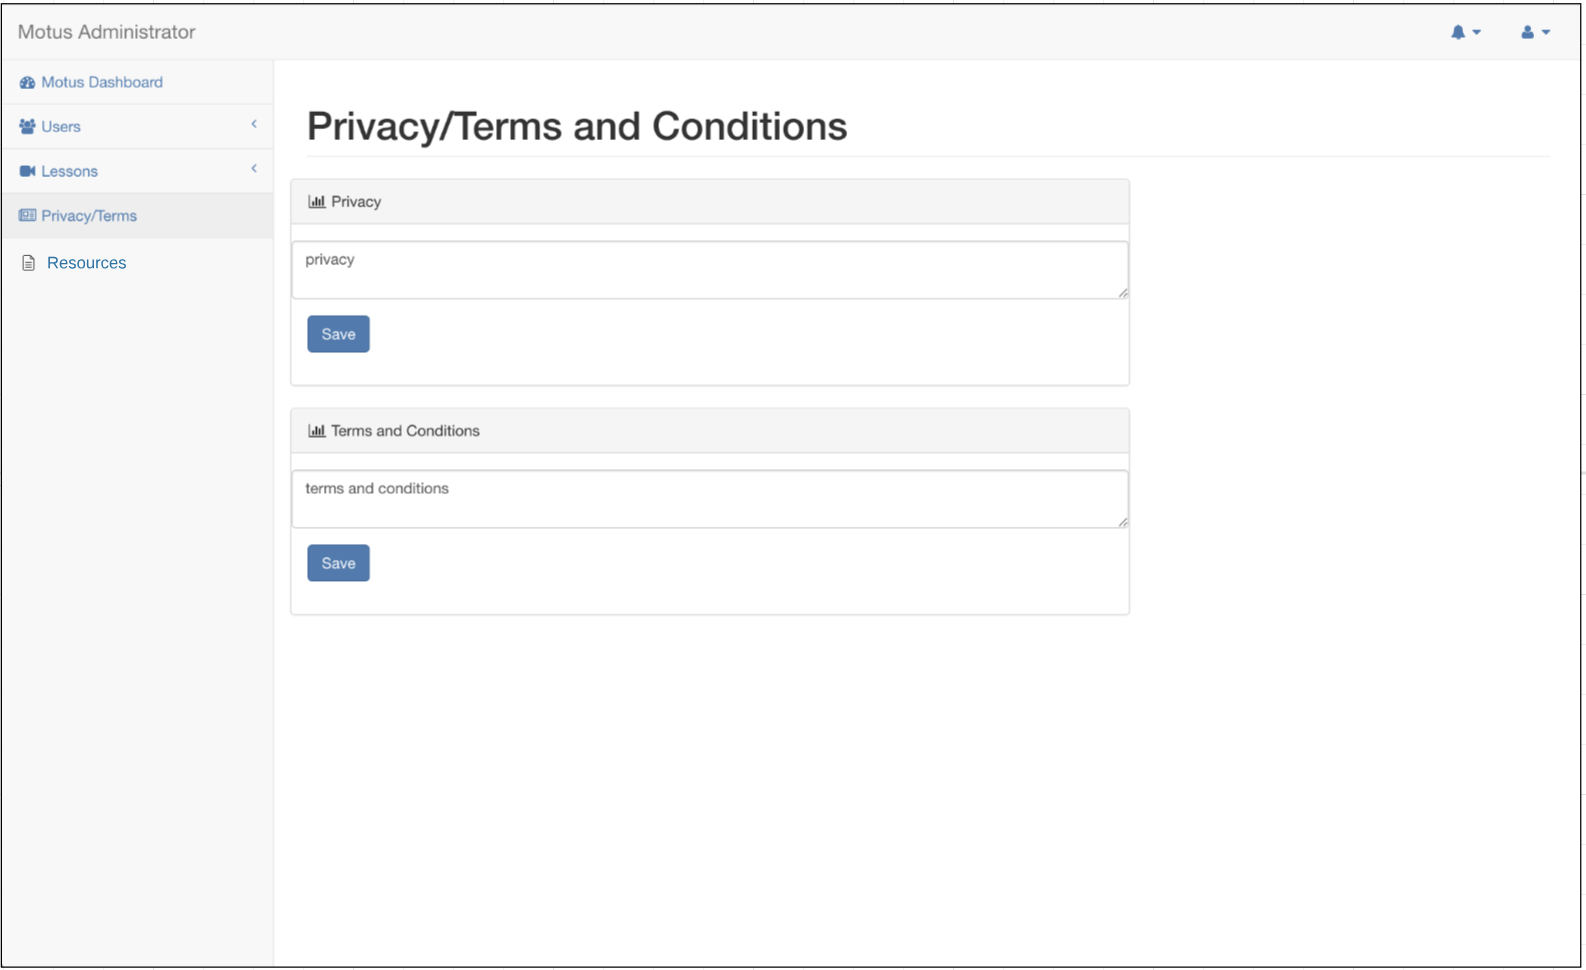 Motus Administrator
Motus Dashboard
Users
Lessons
Privacy/Terms
Resources
Privacy/Terms and Conditions
Privacy
privacy
Save
Terms and Conditions
terms and conditions
Save